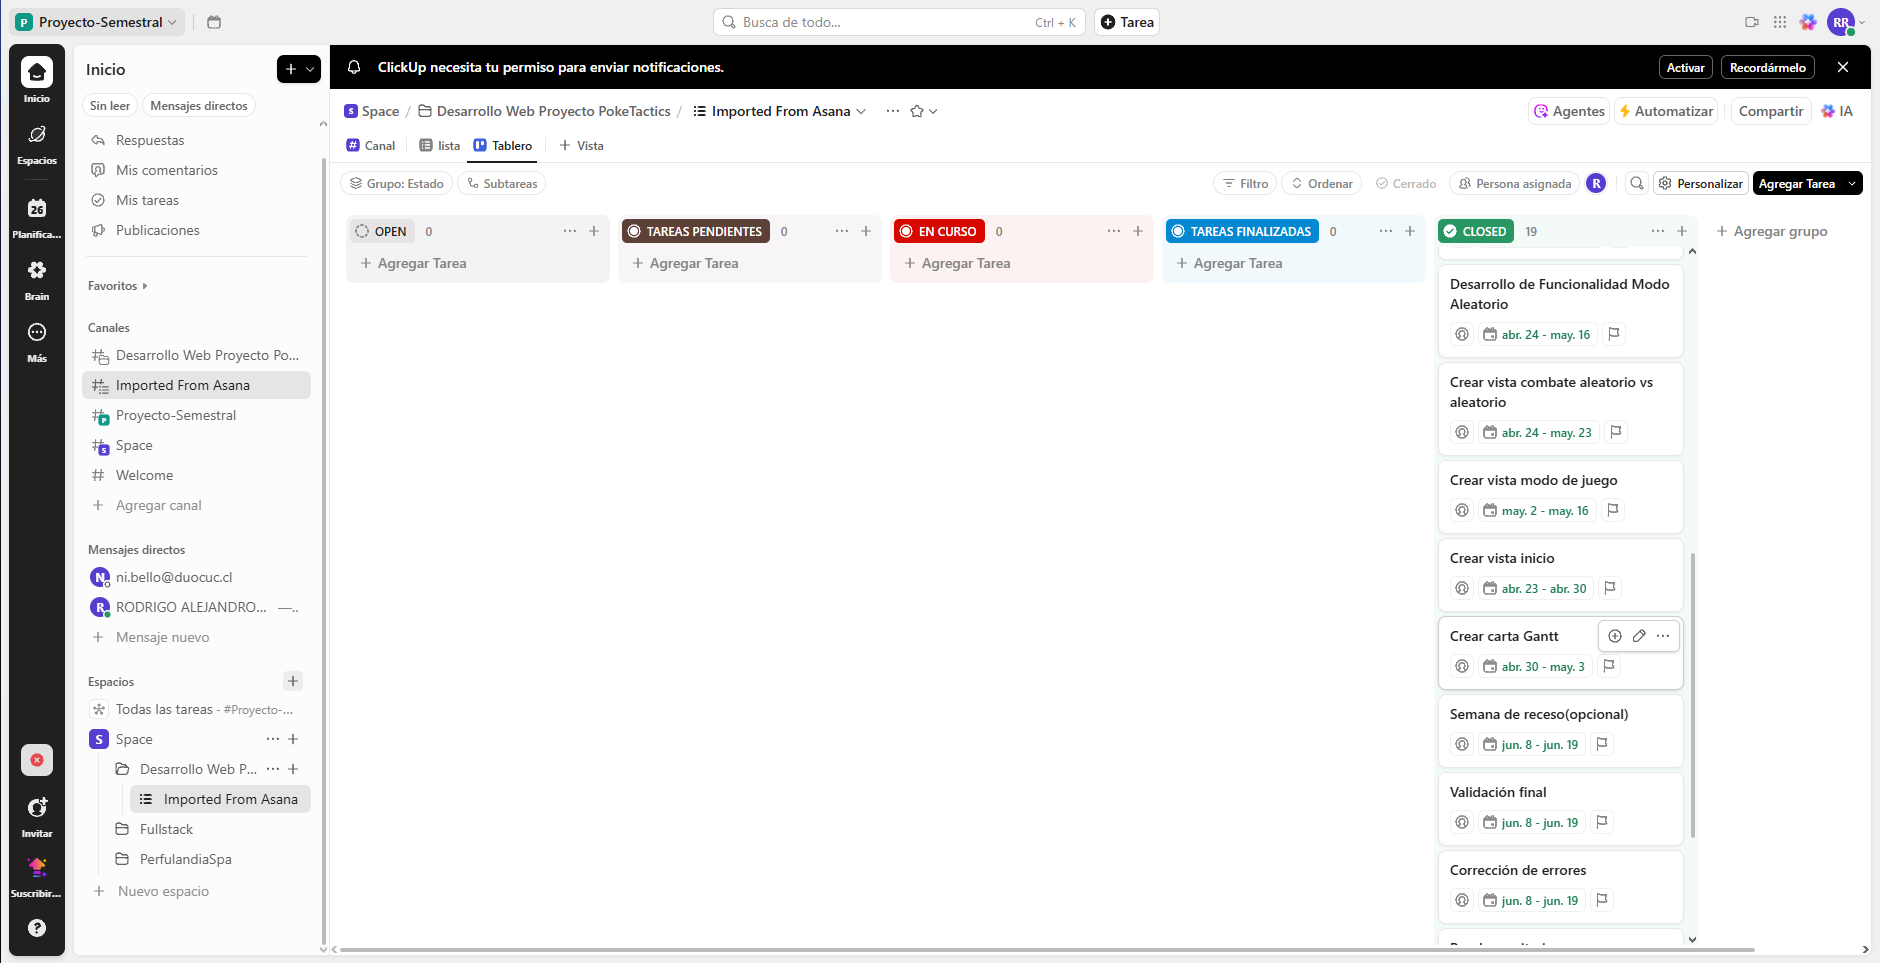 P Proyecto-Semestral
Busca de todo... Ctrl + K
Tarea
RR
Inicio
Espacios
26
Planifica...
Brain
Más
Invitar
Suscribir...
?
Inicio
Sin leer
Mensajes directos
Respuestas
Mis comentarios
Mis tareas
Publicaciones
Favoritos
Canales
Desarrollo Web Proyecto Po...
Imported From Asana
P Proyecto-Semestral
S Space
# Welcome
+ Agregar canal
Mensajes directos
N ni.bello@duocuc.cl
R RODRIGO ALEJANDRO... —..
+ Mensaje nuevo
Espacios +
Todas las tareas - #Proyecto-...
S Space ... +
Desarrollo Web P... ... +
Imported From Asana
Fullstack
PerfulandiaSpa
+ Nuevo espacio
ClickUp necesita tu permiso para enviar notificaciones.
Activar
Recordármelo
S Space / Desarrollo Web Proyecto PokeTactics / Imported From Asana ...
Agentes
Automatizar
Compartir
IA
# Canal
lista
Tablero
+ Vista
Grupo: Estado
Subtareas
Filtro
Ordenar
Cerrado
Persona asignada
R
Personalizar
Agregar Tarea
OPEN 0 ... +
+ Agregar Tarea
TAREAS PENDIENTES 0 ... +
+ Agregar Tarea
EN CURSO 0 ... +
+ Agregar Tarea
TAREAS FINALIZADAS 0 ... +
+ Agregar Tarea
CLOSED 19 ... +
+ Agregar grupo
Desarrollo de Funcionalidad Modo
Aleatorio
abr. 24 - may. 16
Crear vista combate aleatorio vs
aleatorio
abr. 24 - may. 23
Crear vista modo de juego
may. 2 - may. 16
Crear vista inicio
abr. 23 - abr. 30
Crear carta Gantt
abr. 30 - may. 3
Semana de receso(opcional)
jun. 8 - jun. 19
Validación final
jun. 8 - jun. 19
Corrección de errores
jun. 8 - jun. 19